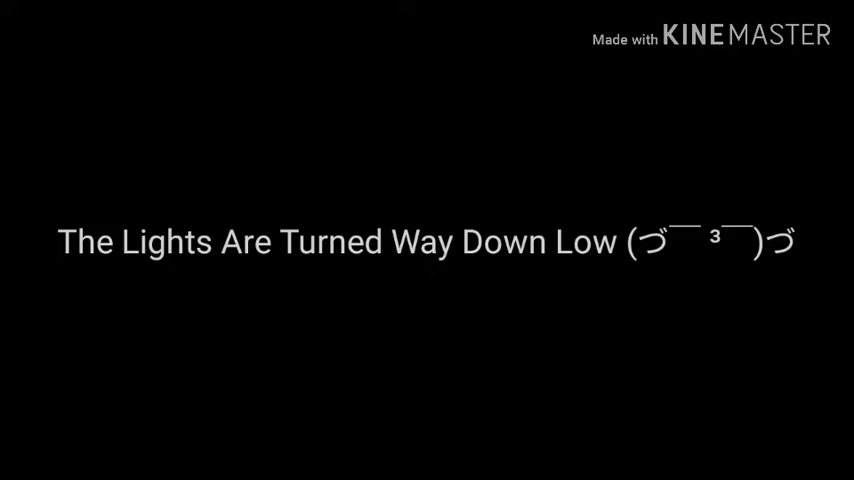 Made with KINEMASTER
The Lights Are Turned Way Down Low (づ￣ ³￣)づ